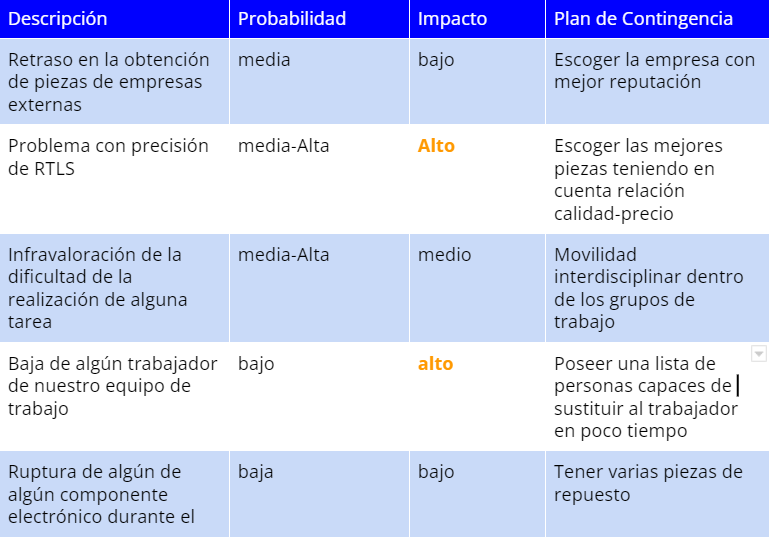 Descripción Probabilidad Impacto Plan de Contingencia
Retraso en la obtención media bajo Escoger la empresa con
de piezas de empresas mejor reputación
externas
Problema con precisión media-Alta Alto Escoger las mejores
de RTLS piezas teniendo en
cuenta relación
calidad-precio
Infravaloración de la media-Alta medio Movilidad
dificultad de la interdisciplinar dentro
realización de alguna de los grupos de
tarea trabajo
Baja de algún trabajador bajo alto Poseer una lista de
de nuestro equipo de personas capaces de
trabajo sustituir al trabajador
en poco tiempo
Ruptura de algún de baja bajo Tener varias piezas de
algún componente repuesto
electrónico durante el